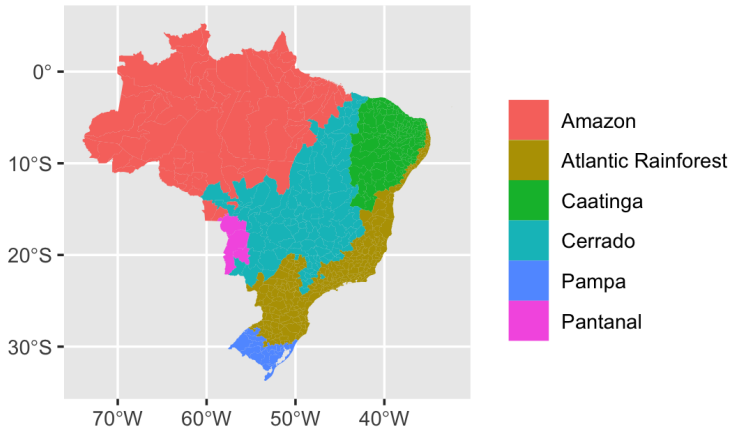 0°
10°S
20°S
30°S
70°W 60°W 50°W 40°W
Amazon
Atlantic Rainforest
Caatinga
Cerrado
Pampa
Pantanal